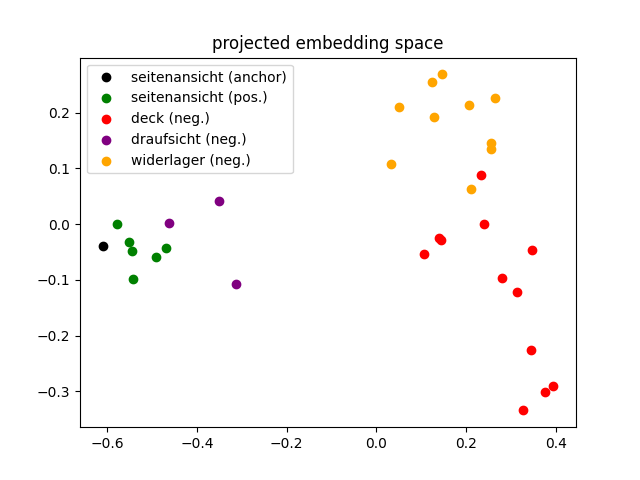 projected embedding space
seitenansicht (anchor)
seitenansicht (pos.)
deck (neg.)
draufsicht (neg.)
widerlager (neg.)
0.2
0.1
0.0
−0.1
−0.2
−0.3
−0.6 −0.4 −0.2 0.0 0.2 0.4